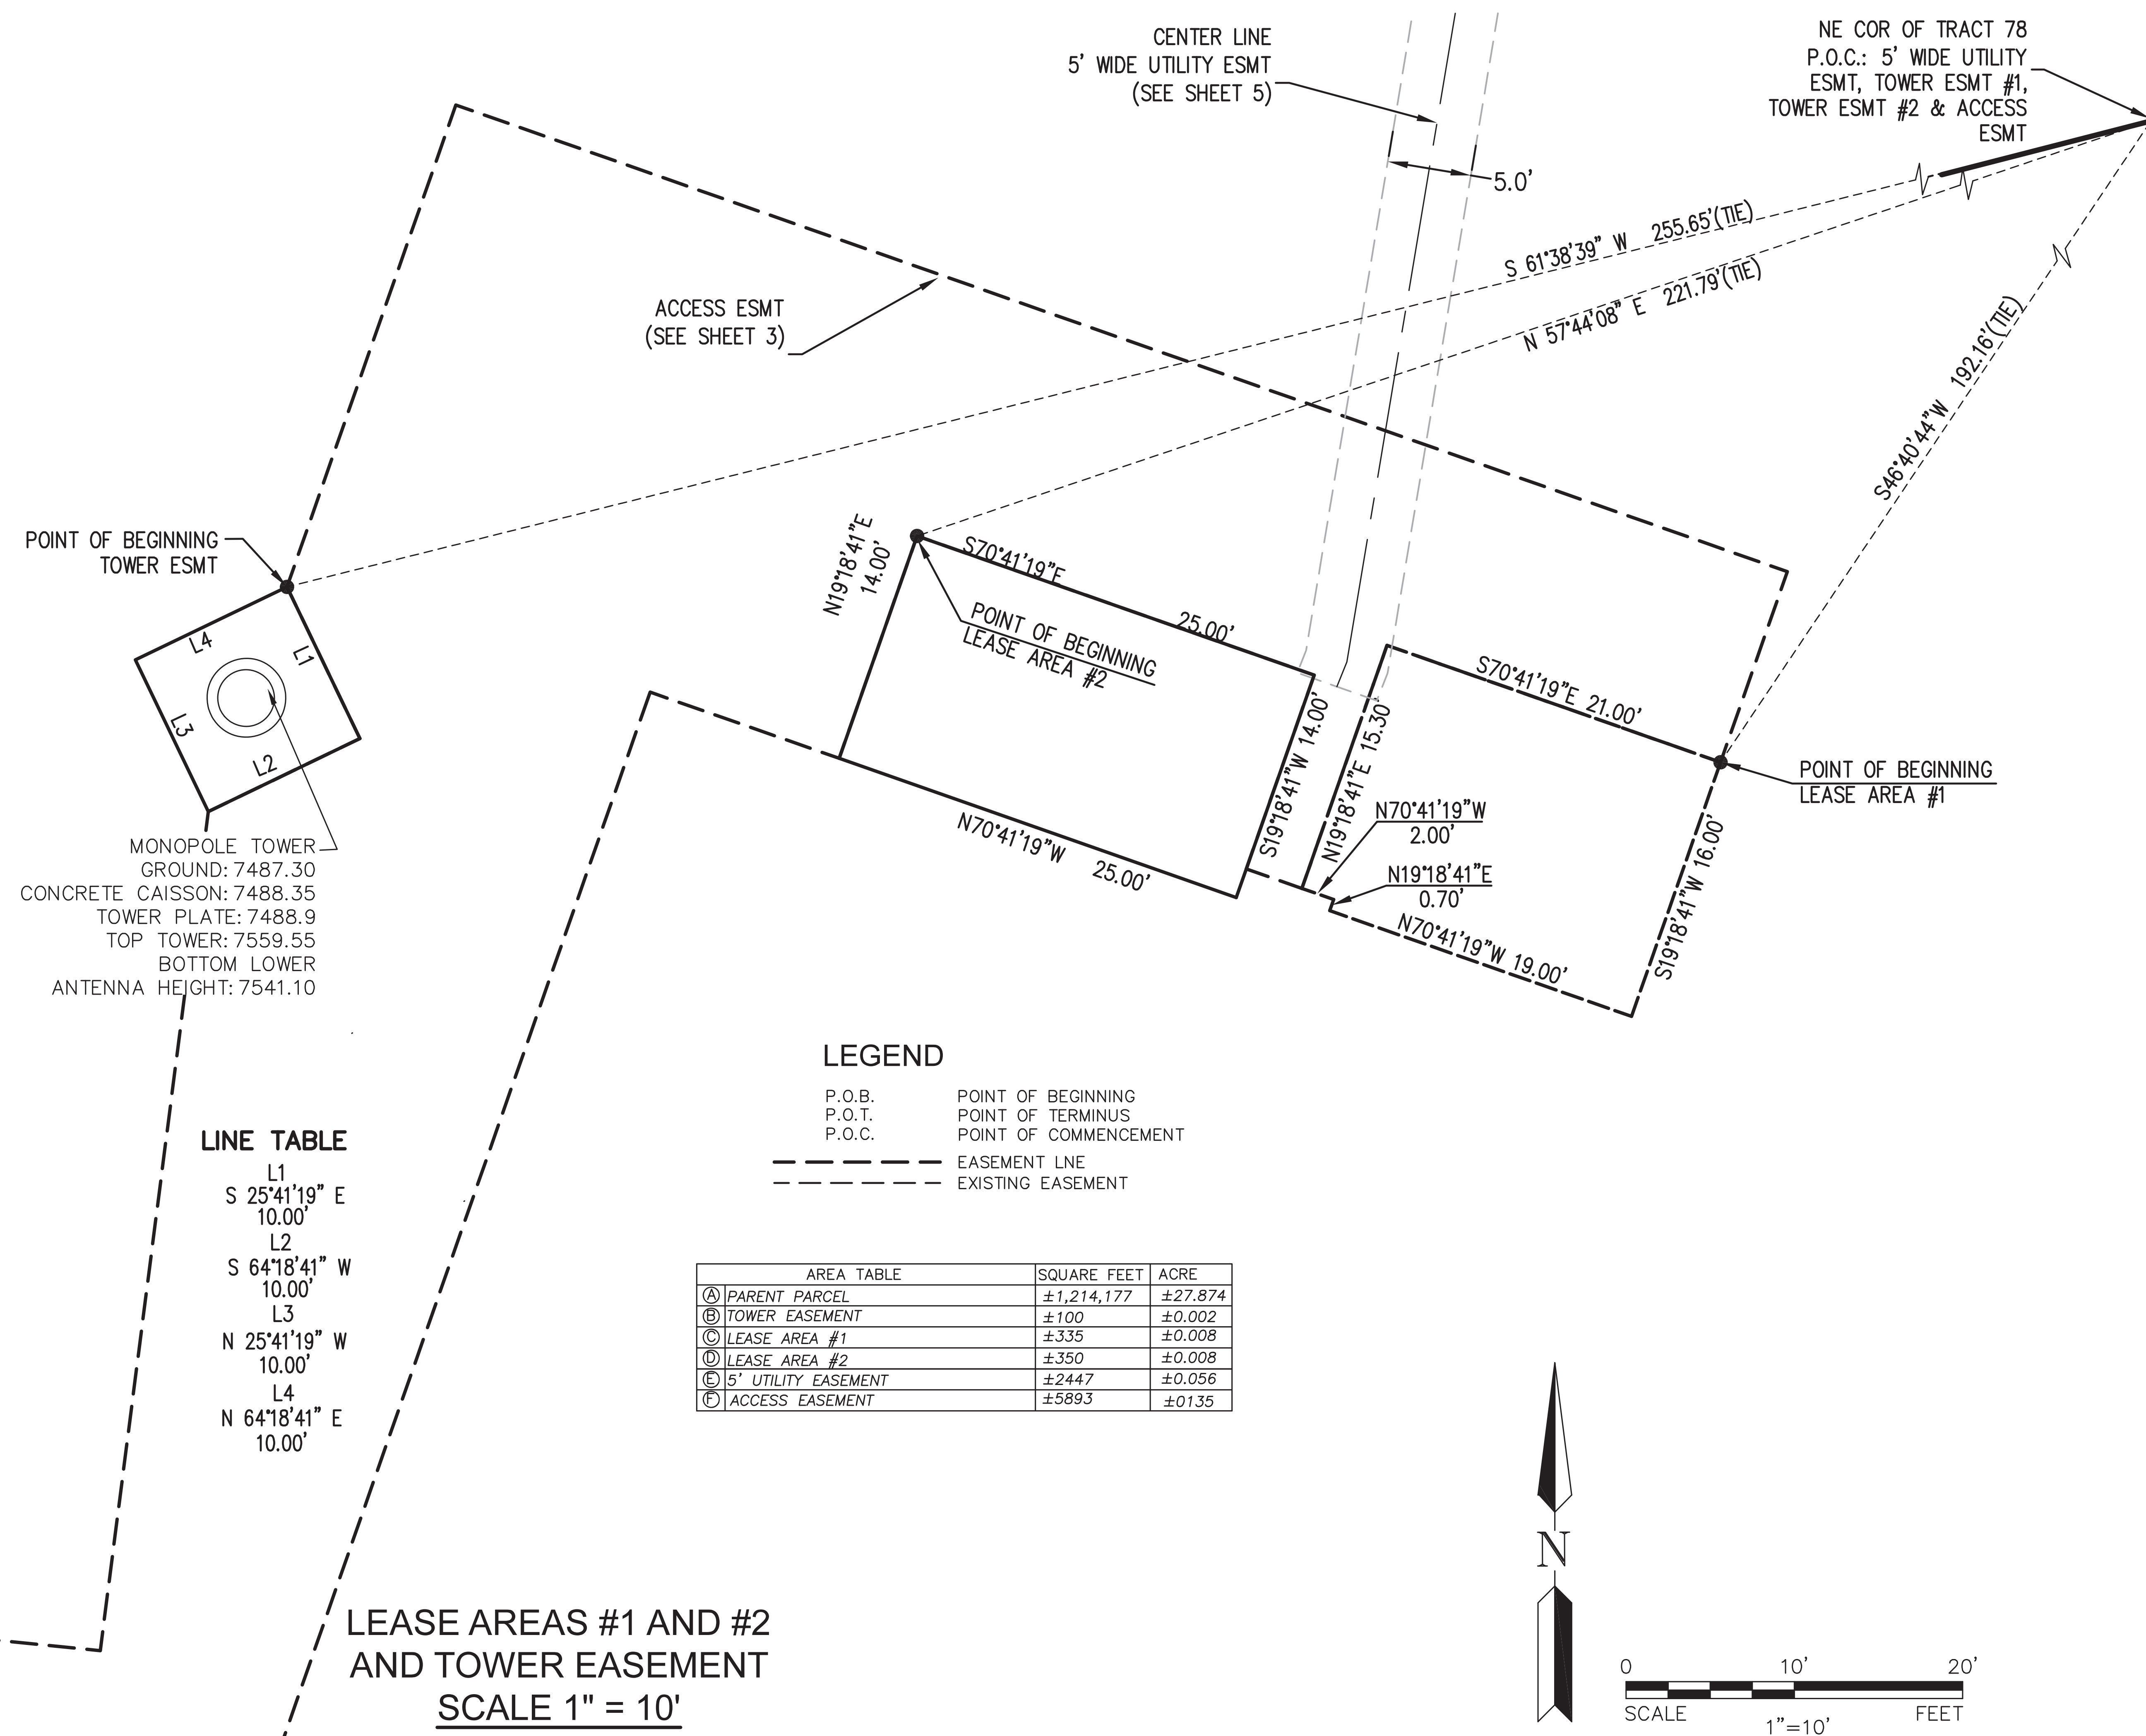 CENTER LINE
5' WIDE UTILITY ESMT
(SEE SHEET 5)
NE COR OF TRACT 78
P.O.C.: 5' WIDE UTILITY
ESMT, TOWER ESMT #1,
TOWER ESMT #2 & ACCESS
ESMT
5.0'
S 61°38'39" W 255.65'(TIE)
N 57°44'08" E 221.79'(TIE)
S46°40'44"W 192.16'(TIE)
ACCESS ESMT
(SEE SHEET 3)
POINT OF BEGINNING
TOWER ESMT
N19°18'41"E
14.00'
S70°41'19"E
25.00'
POINT OF BEGINNING
LEASE AREA #2
S19°18'41"W 14.00'
N70°41'19"W 25.00'
N19°18'41"E 15.30'
S70°41'19"E 21.00'
POINT OF BEGINNING
LEASE AREA #1
N70°41'19"W
2.00'
N19°18'41"E
0.70'
N70°41'19"W 19.00'
S19°18'41"W 16.00'
L4
L1
L3
L2
MONOPOLE TOWER
GROUND: 7487.30
CONCRETE CAISSON: 7488.35
TOWER PLATE: 7488.9
TOP TOWER: 7559.55
BOTTOM LOWER
ANTENNA HEIGHT: 7541.10
LEGEND
P.O.B. POINT OF BEGINNING
P.O.T. POINT OF TERMINUS
P.O.C. POINT OF COMMENCEMENT
EASEMENT LNE
EXISTING EASEMENT
LINE TABLE
L1
S 25°41'19" E
10.00'
L2
S 64°18'41" W
10.00'
L3
N 25°41'19" W
10.00'
L4
N 64°18'41" E
10.00'
AREA TABLE SQUARE FEET ACRE
A PARENT PARCEL ±1,214,177 ±27.874
B TOWER EASEMENT ±100 ±0.002
C LEASE AREA #1 ±335 ±0.008
D LEASE AREA #2 ±350 ±0.008
E 5' UTILITY EASEMENT ±2447 ±0.056
F ACCESS EASEMENT ±5893 ±0135
LEASE AREAS #1 AND #2
AND TOWER EASEMENT
SCALE 1" = 10'
N
0 10' 20'
SCALE FEET
1"=10'